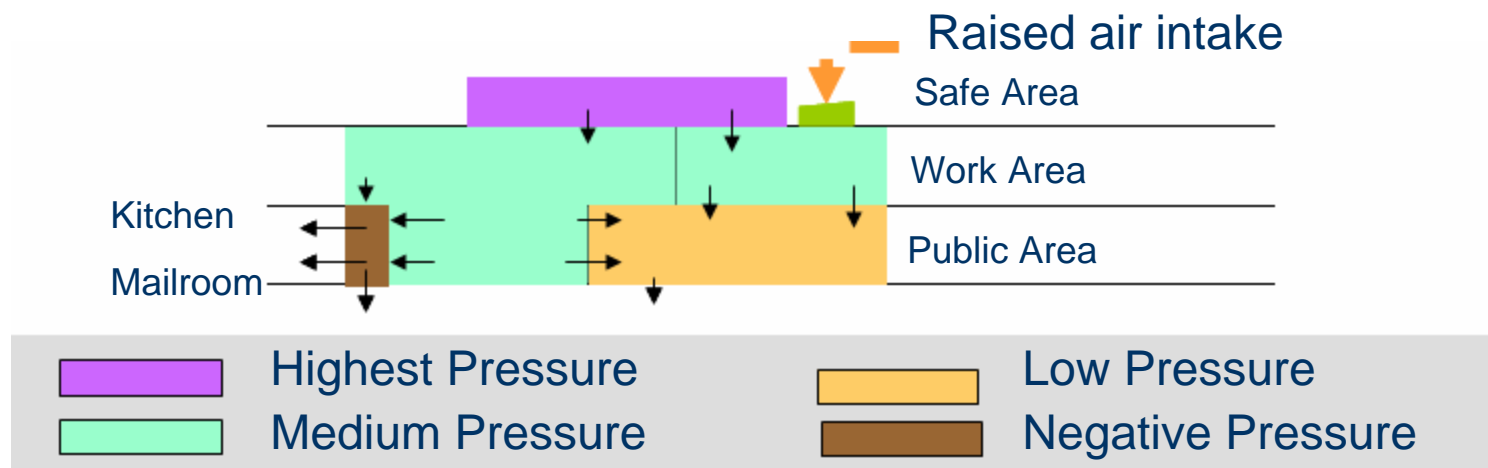 Raised air intake
Safe Area
Work Area
Kitchen
Public Area
Mailroom
Highest Pressure
Low Pressure
Medium Pressure
Negative Pressure